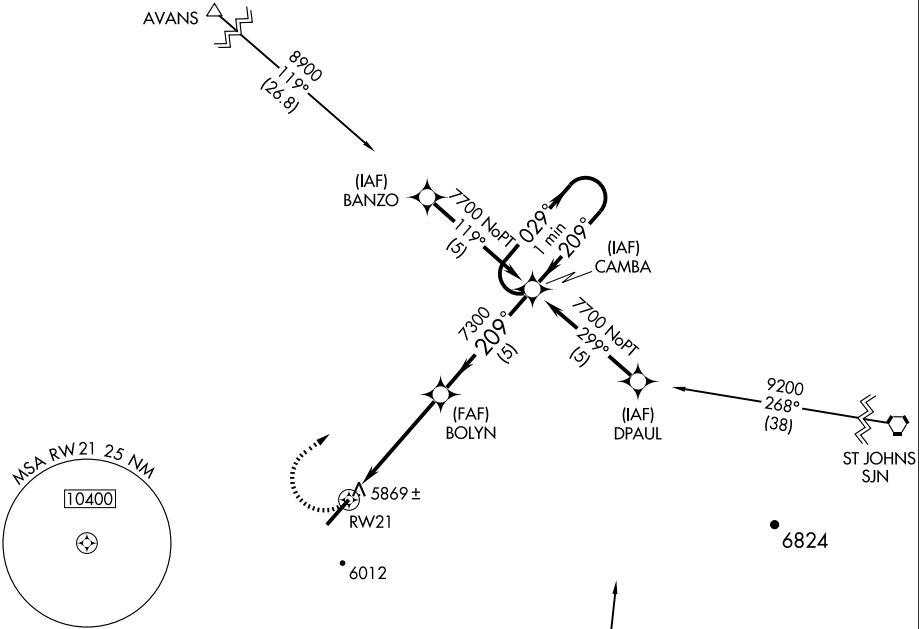 AVANS
8900
119°
(26.8)
(IAF)
BANZO
7700 NoPT
119°
(5)
029°
1 min
209°
(IAF)
CAMBA
7300
209°
(5)
7700 NoPT
299°
(5)
(FAF)
BOLYN
(IAF)
DPAUL
9200
268°
(38)
ST JOHNS
SJN
MSA RW21 25 NM
10400
5869 ±
RW21
6012
6824